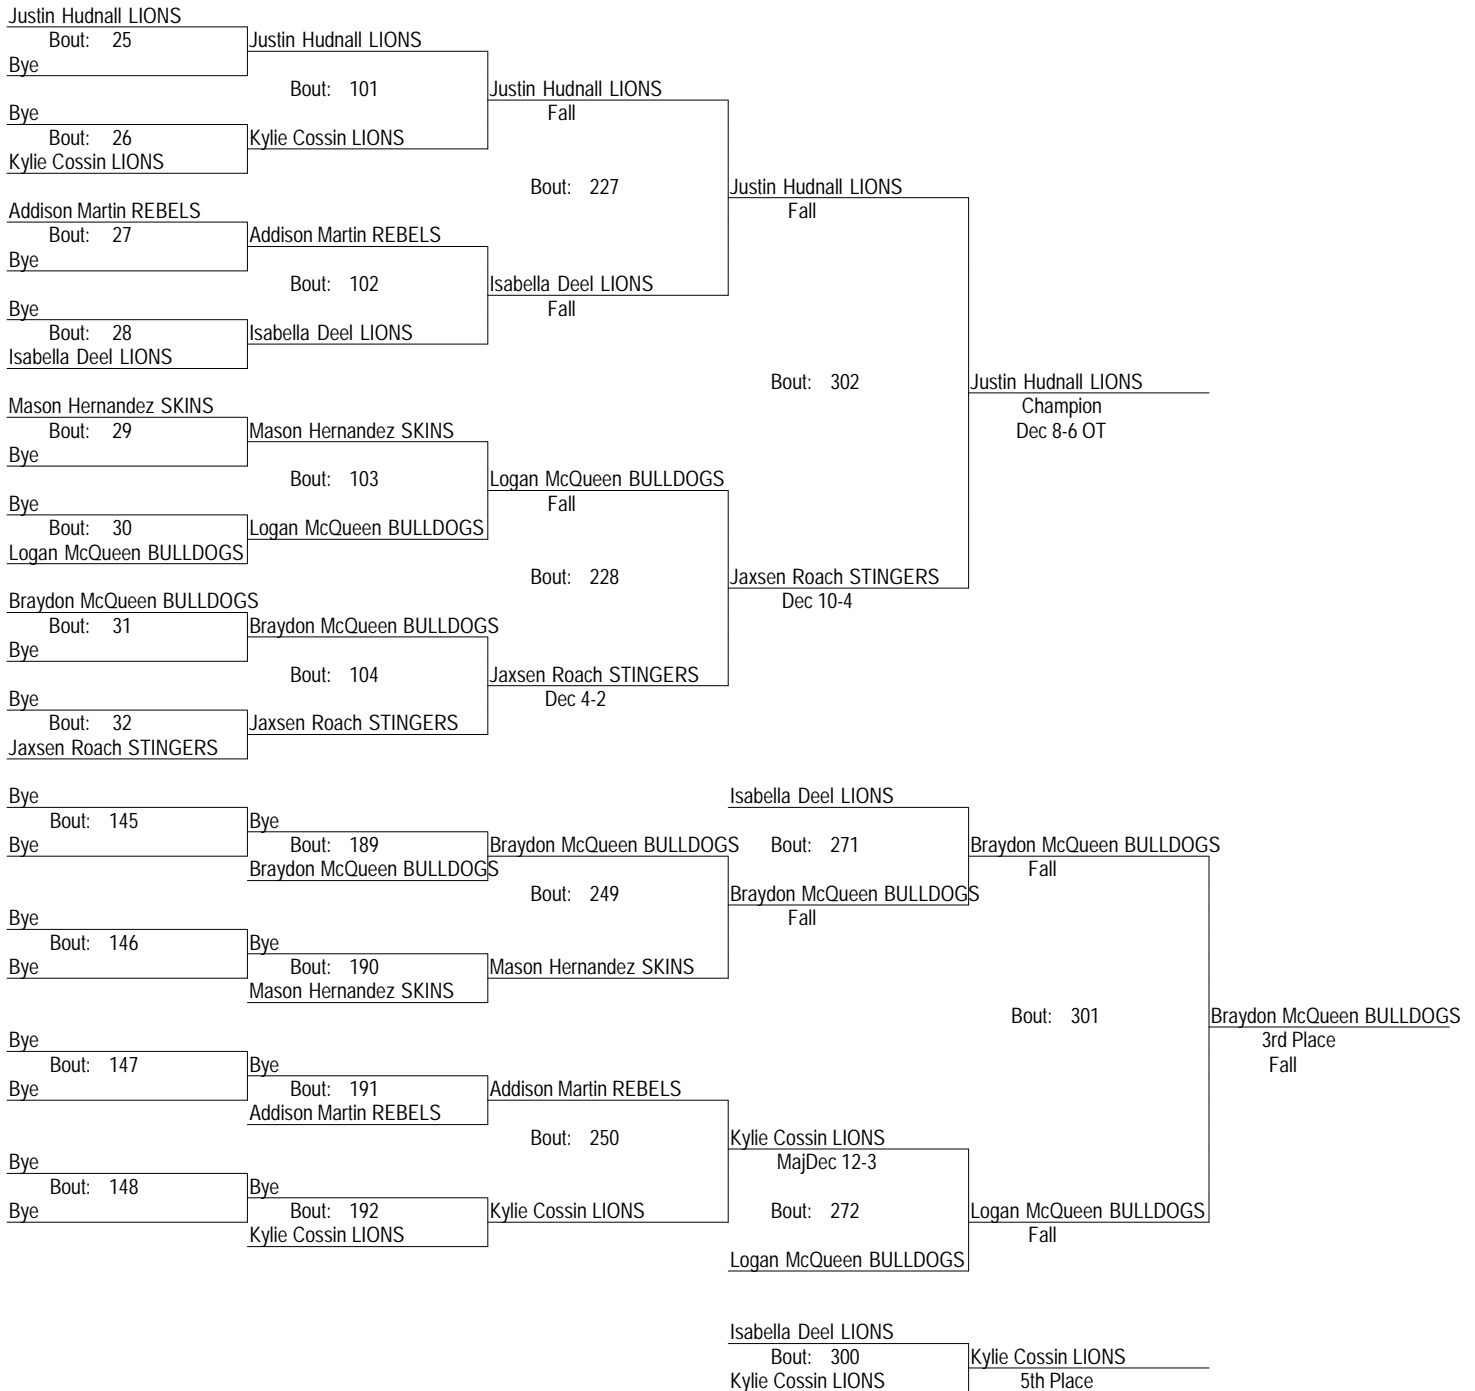 Justin Hudnall LIONS
Bout: 25
Justin Hudnall LIONS
Bye
Bout: 101
Justin Hudnall LIONS
Bye
Fall
Bout: 26
Kylie Cossin LIONS
Kylie Cossin LIONS
Bout: 227
Justin Hudnall LIONS
Addison Martin REBELS
Fall
Bout: 27
Addison Martin REBELS
Bye
Bout: 102
Isabella Deel LIONS
Bye
Fall
Bout: 28
Isabella Deel LIONS
Isabella Deel LIONS
Bout: 302
Justin Hudnall LIONS
Mason Hernandez SKINS
Champion
Bout: 29
Mason Hernandez SKINS
Dec 8-6 OT
Bye
Bout: 103
Logan McQueen BULLDOGS
Bye
Fall
Bout: 30
Logan McQueen BULLDOGS
Logan McQueen BULLDOGS
Bout: 228
Jaxsen Roach STINGERS
Braydon McQueen BULLDOGS
Dec 10-4
Bout: 31
Braydon McQueen BULLDOGS
Bye
Bout: 104
Jaxsen Roach STINGERS
Bye
Dec 4-2
Bout: 32
Jaxsen Roach STINGERS
Jaxsen Roach STINGERS
Bye
Isabella Deel LIONS
Bout: 145
Bye
Bye
Bout: 189
Braydon McQueen BULLDOGS
Bout: 271
Braydon McQueen BULLDOGS
Braydon McQueen BULLDOGS
Fall
Bout: 249
Braydon McQueen BULLDOGS
Bye
Fall
Bout: 146
Bye
Bye
Bout: 190
Mason Hernandez SKINS
Mason Hernandez SKINS
Bout: 301
Braydon McQueen BULLDOGS
Bye
3rd Place
Bout: 147
Bye
Fall
Bye
Bout: 191
Addison Martin REBELS
Addison Martin REBELS
Bout: 250
Kylie Cossin LIONS
Bye
MajDec 12-3
Bout: 148
Bye
Bye
Bout: 192
Kylie Cossin LIONS
Bout: 272
Logan McQueen BULLDOGS
Kylie Cossin LIONS
Fall
Logan McQueen BULLDOGS
Isabella Deel LIONS
Bout: 300
Kylie Cossin LIONS
Kylie Cossin LIONS
5th Place